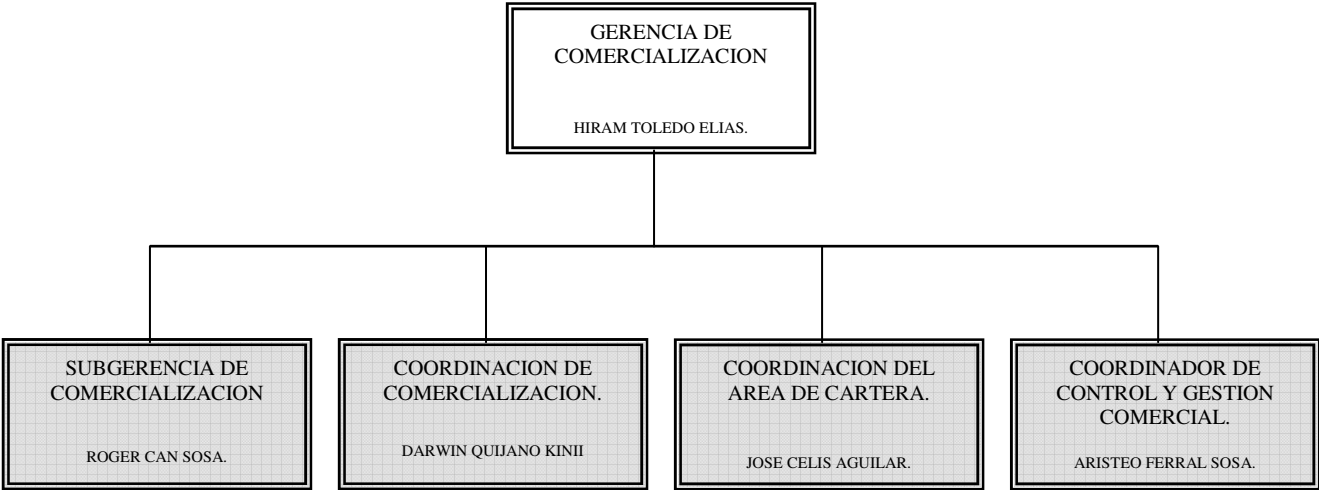 GERENCIA DE
COMERCIALIZACION
HIRAM TOLEDO ELIAS.
SUBGERENCIA DE
COMERCIALIZACION
ROGER CAN SOSA.
COORDINACION DE
COMERCIALIZACION.
DARWIN QUIJANO KINII
COORDINACION DEL
AREA DE CARTERA.
JOSE CELIS AGUILAR.
COORDINADOR DE
CONTROL Y GESTION
COMERCIAL.
ARISTEO FERRAL SOSA.